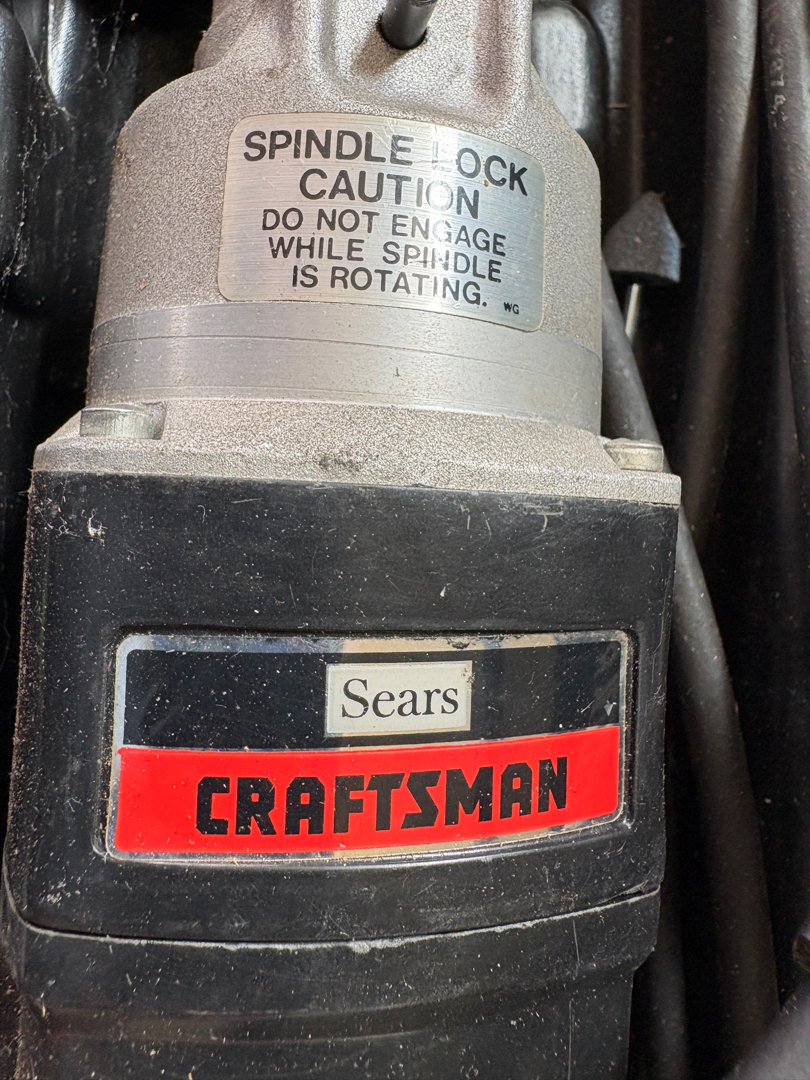 SPINDLE LOCK
CAUTION
DO NOT ENGAGE
WHILE SPINDLE
IS ROTATING.
WG
Sears
CRAFTSMAN